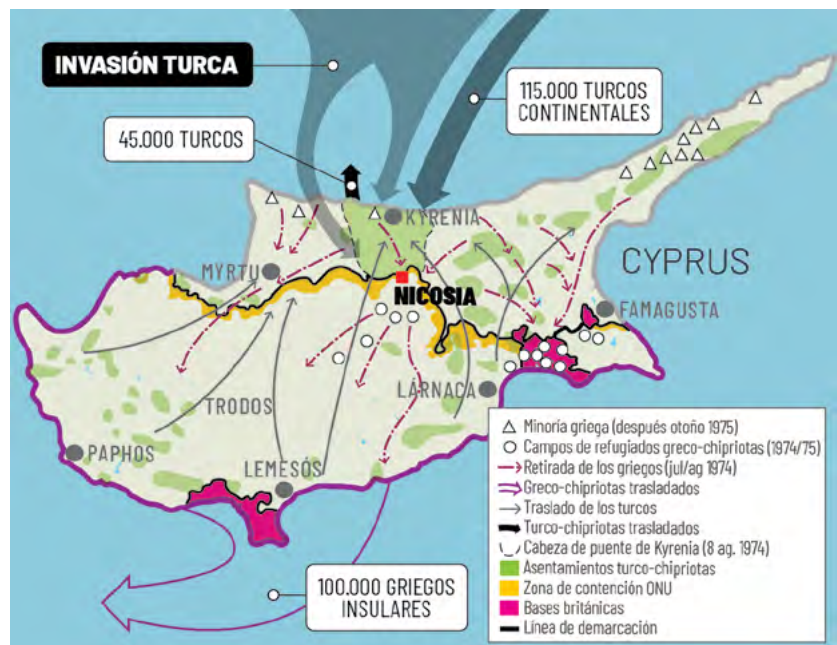 INVASIÓN TURCA
115.000 TURCOS
CONTINENTALES
45.000 TURCOS
KYRENIA
MYRTU
CYPRUS
NICOSIA
FAMAGUSTA
LÁRNACA
TRODOS
PAPHOS
LEMESÓS
100.000 GRIEGOS
INSULARES
Minoría griega (después otoño 1975)
Campos de refugiados greco-chipriotas (1974/75)
Retirada de los griegos (jul/ag 1974)
Greco-chipriotas trasladados
Traslado de los turcos
Turco-chipriotas trasladados
Cabeza de puente de Kyrenia (8 ag. 1974)
Asentamientos turco-chipriotas
Zona de contención ONU
Bases británicas
Línea de demarcación